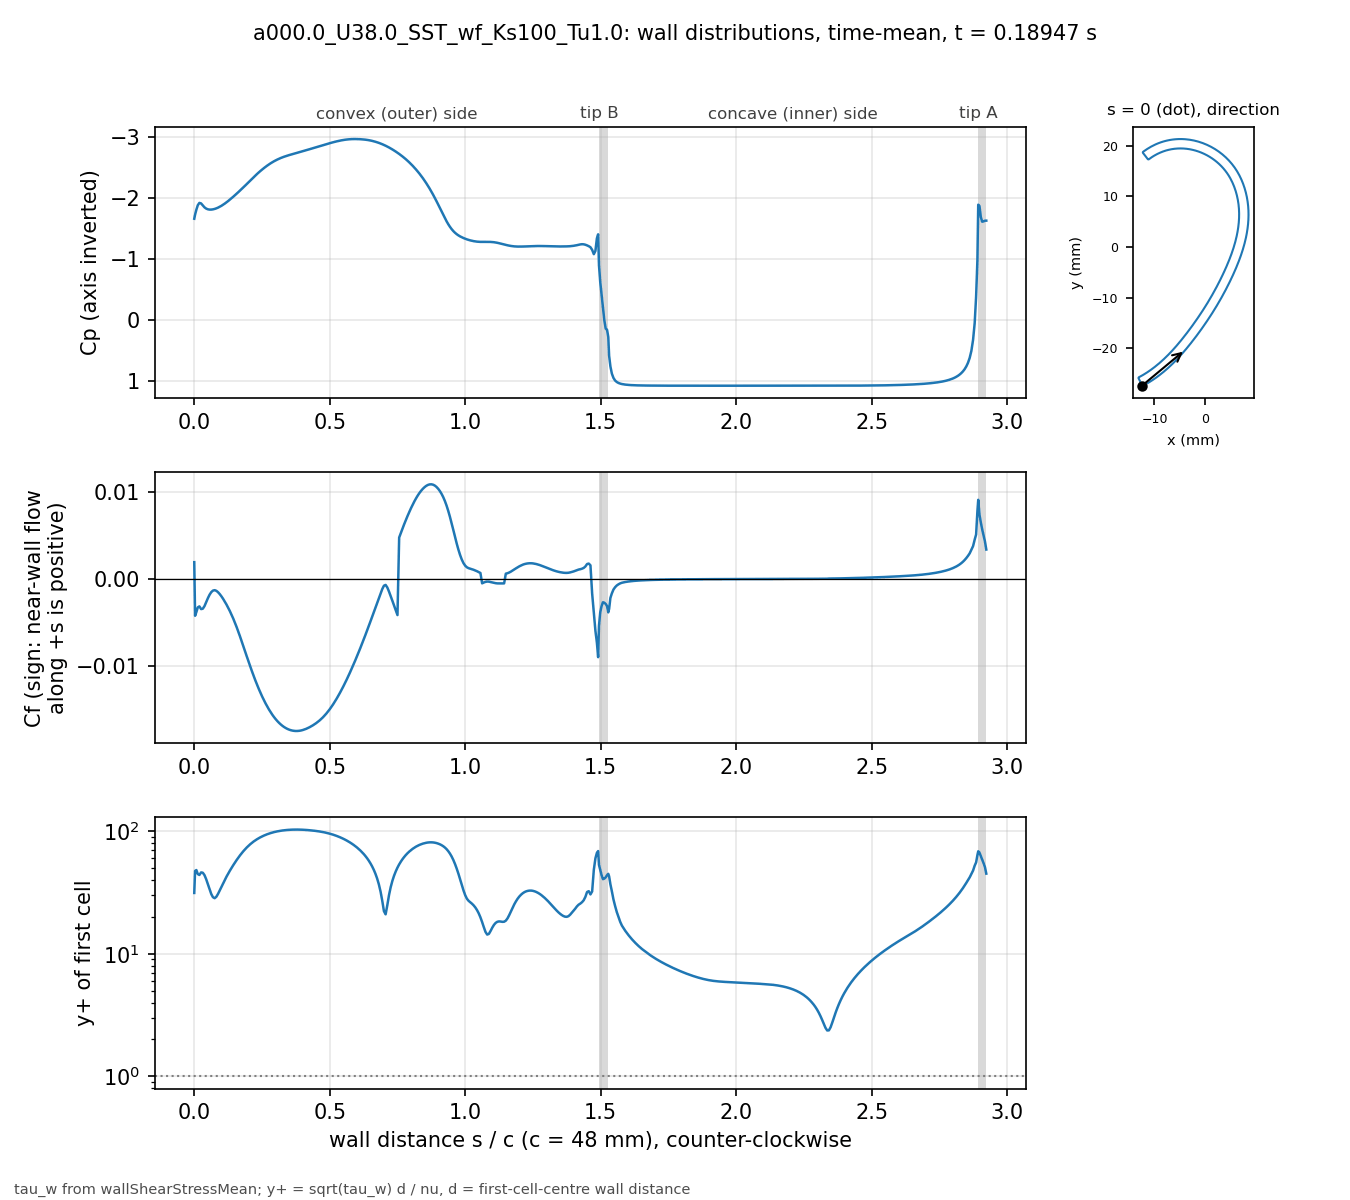 a000.0_U38.0_SST_wf_Ks100_Tu1.0: wall distributions, time-mean, t = 0.18947 s
convex (outer) side
tip B
concave (inner) side
tip A
s = 0 (dot), direction
Cp (axis inverted)
−3
−2
−1
0
1
0.0 0.5 1.0 1.5 2.0 2.5 3.0
y (mm)
20
10
0
−10
−20
−10 0
x (mm)
Cf (sign: near-wall flow
along +s is positive)
0.01
0.00
−0.01
0.0 0.5 1.0 1.5 2.0 2.5 3.0
y+ of first cell
10²
10¹
10⁰
0.0 0.5 1.0 1.5 2.0 2.5 3.0
wall distance s / c (c = 48 mm), counter-clockwise
tau_w from wallShearStressMean; y+ = sqrt(tau_w) d / nu, d = first-cell-centre wall distance